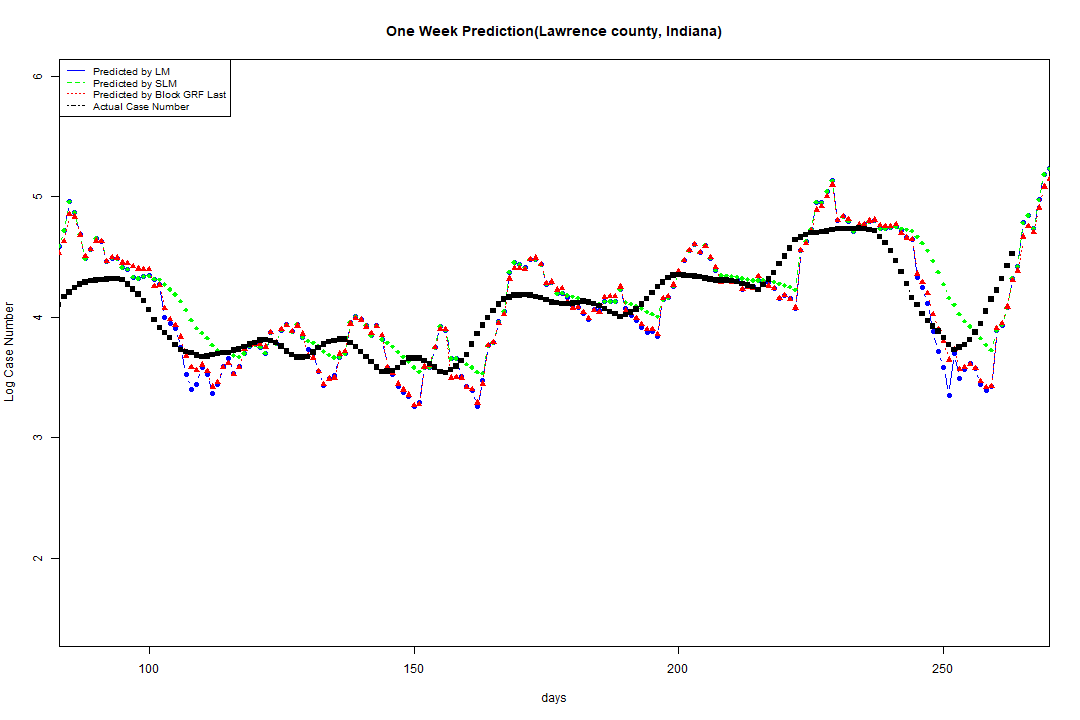 One Week Prediction(Lawrence county, Indiana)
Predicted by LM
Predicted by SLM
Predicted by Block GRF Last
Actual Case Number
6
5
4
3
2
Log Case Number
100
150
200
250
days